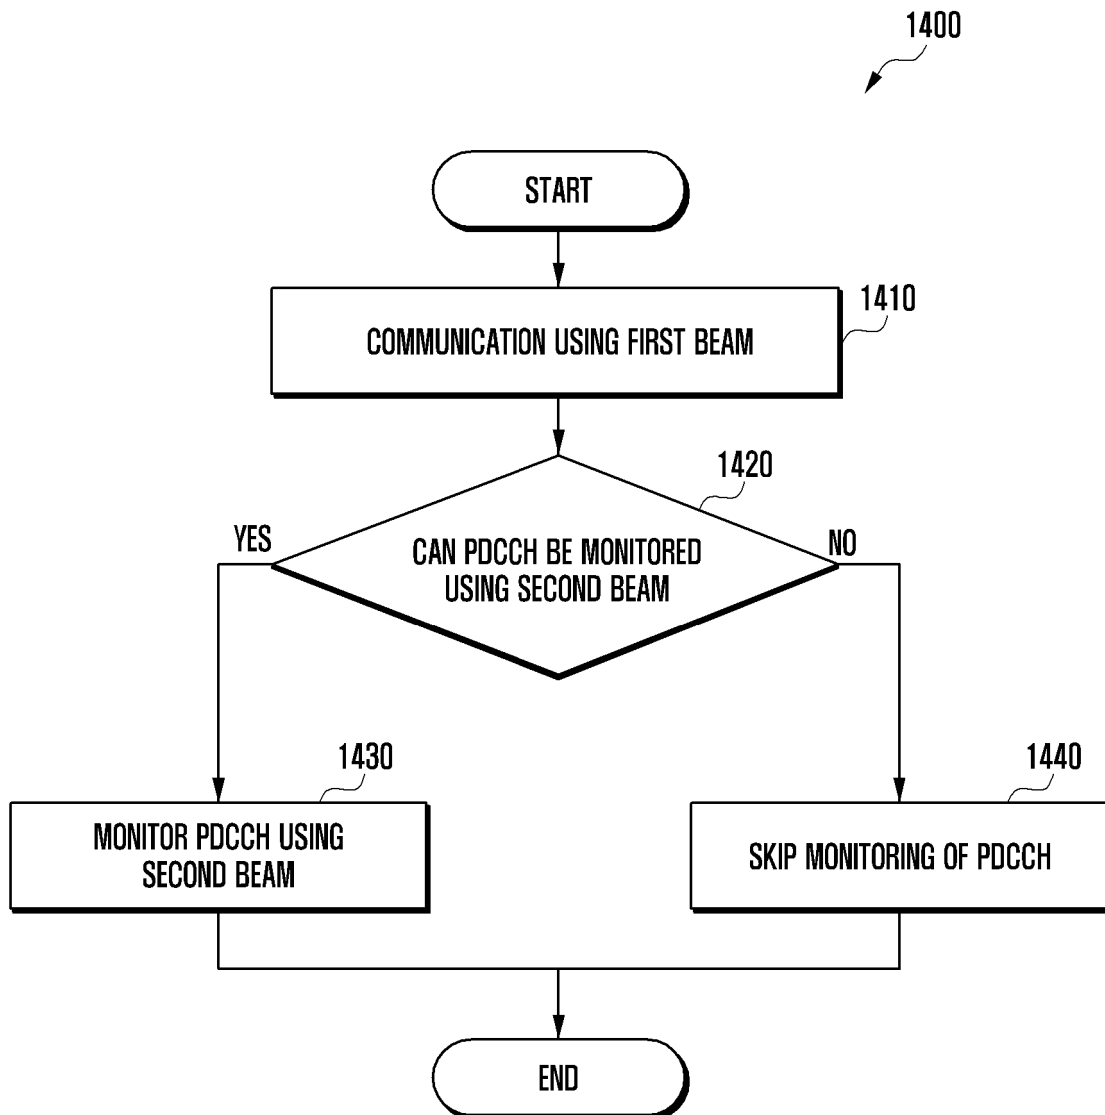 1400
START
1410
COMMUNICATION USING FIRST BEAM
1420
YES
NO
CAN PDCCH BE MONITORED
USING SECOND BEAM
1430
1440
MONITOR PDCCH USING
SECOND BEAM
SKIP MONITORING OF PDCCH
END